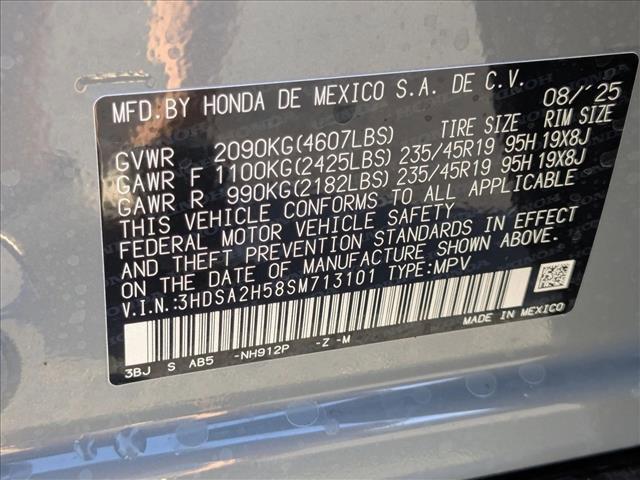 MFD.BY HONDA DE MEXICO S.A. DE C.V. 08/'25
GVWR 2090KG(4607LBS) TIRE SIZE RIM SIZE
GAWR F 1100KG(2425LBS) 235/45R19 95H 19X8J
GAWR R 990KG(2182LBS) 235/45R19 95H 19X8J
THIS VEHICLE CONFORMS TO ALL APPLICABLE
FEDERAL MOTOR VEHICLE SAFETY
AND THEFT PREVENTION STANDARDS IN EFFECT
ON THE DATE OF MANUFACTURE SHOWN ABOVE.
V.I.N.:3HDSA2H58SM713101 TYPE:MPV
MADE IN MEXICO
3BJ S AB5 -NH912P -Z -M